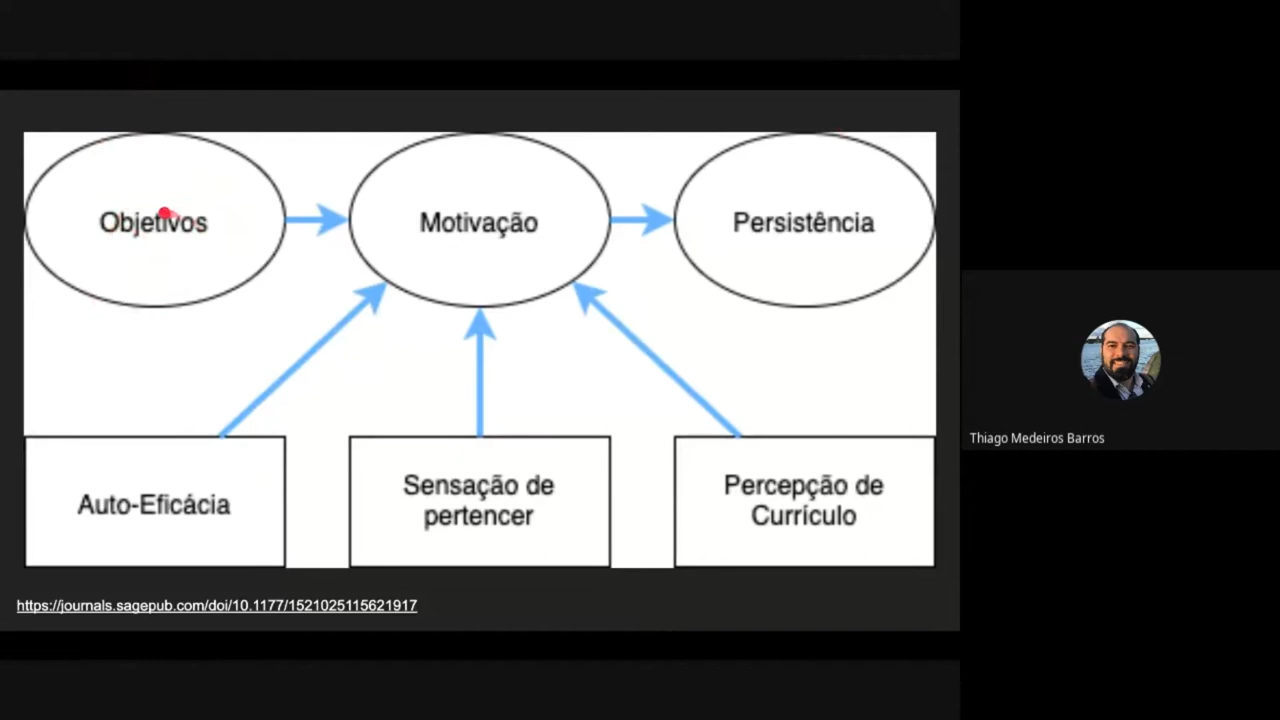 Objetivos
Motivação
Persistência
Auto-Eficácia
Sensação de
pertencer
Percepção de
Currículo
https://journals.sagepub.com/doi/10.1177/1521025115621917
Thiago Medeiros Barros